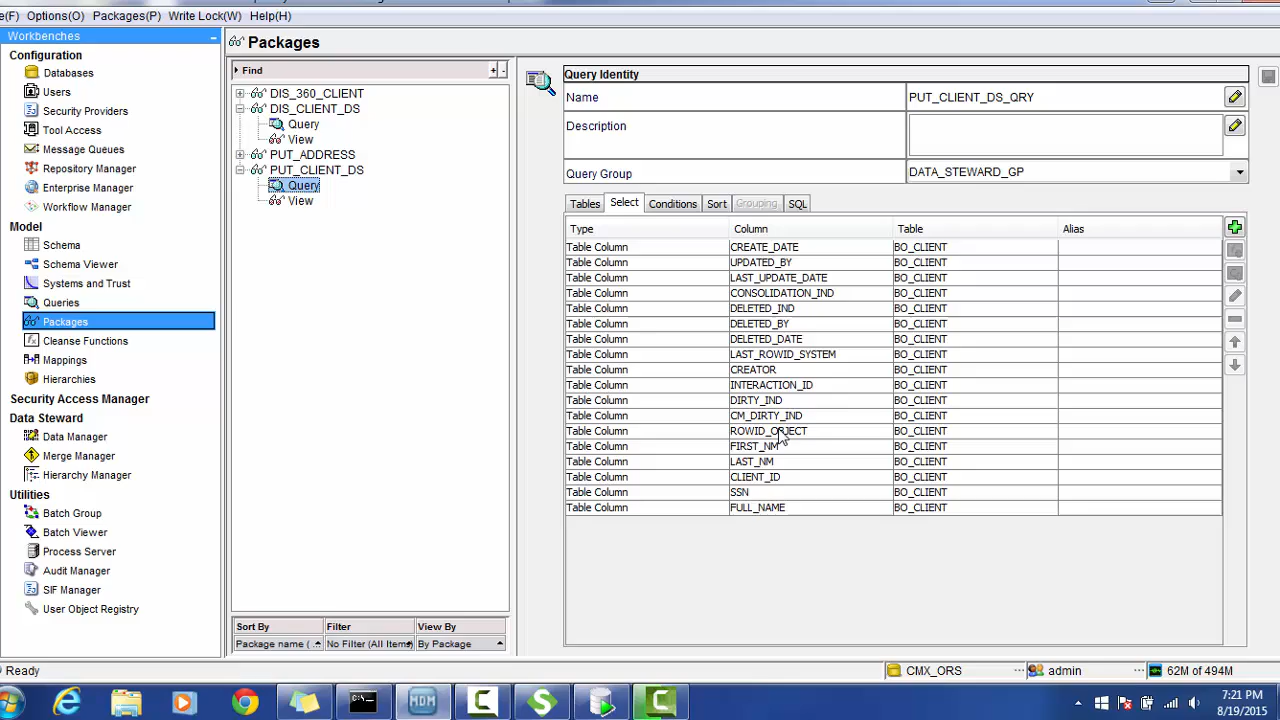 e(F) Options(O) Packages(P) Write Lock(W) Help(H)
Workbenches
Configuration
Databases
Users
Security Providers
Tool Access
Message Queues
Repository Manager
Enterprise Manager
Workflow Manager
Model
Schema
Schema Viewer
Systems and Trust
Queries
Packages
Cleanse Functions
Mappings
Hierarchies
Security Access Manager
Data Steward
Data Manager
Merge Manager
Hierarchy Manager
Utilities
Batch Group
Batch Viewer
Process Server
Audit Manager
SIF Manager
User Object Registry
Packages
Find
DIS_360_CLIENT
DIS_CLIENT_DS
Query
View
PUT_ADDRESS
PUT_CLIENT_DS
Query
View
Sort By Filter View By
Package name ( .. No Filter (All Items) By Package
Query Identity
Name PUT_CLIENT_DS_QRY
Description
Query Group DATA_STEWARD_GP
Tables Select Conditions Sort Grouping SQL
Type Column Table Alias
Table Column CREATE_DATE BO_CLIENT
Table Column UPDATED_BY BO_CLIENT
Table Column LAST_UPDATE_DATE BO_CLIENT
Table Column CONSOLIDATION_IND BO_CLIENT
Table Column DELETED_IND BO_CLIENT
Table Column DELETED_BY BO_CLIENT
Table Column DELETED_DATE BO_CLIENT
Table Column LAST_ROWID_SYSTEM BO_CLIENT
Table Column CREATOR BO_CLIENT
Table Column INTERACTION_ID BO_CLIENT
Table Column DIRTY_IND BO_CLIENT
Table Column CM_DIRTY_IND BO_CLIENT
Table Column ROWID_OBJECT BO_CLIENT
Table Column FIRST_NM BO_CLIENT
Table Column LAST_NM BO_CLIENT
Table Column CLIENT_ID BO_CLIENT
Table Column SSN BO_CLIENT
Table Column FULL_NAME BO_CLIENT
Ready CMX_ORS admin 62M of 494M
MDM
7:21 PM
8/19/2015